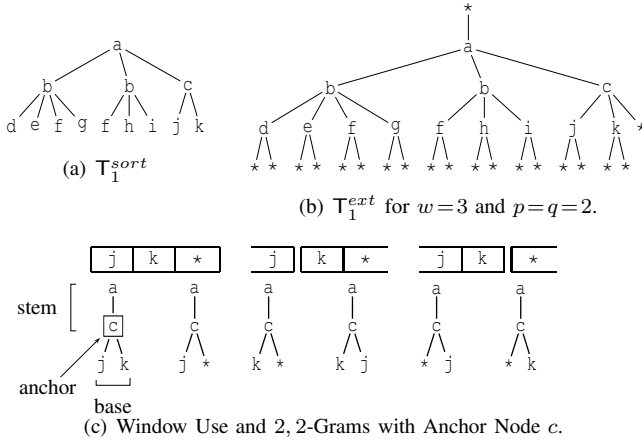 *
a
a
b b c
b b c
d e f g f h i j k
d e f g f h i j k *
* * * * * * * * * * * * * * * * * *
(a) T₁^sort
(b) T₁^ext for w=3 and p=q=2.
j k * j k * j k *
a a a a a a
stem
c c c c c c
j k j * k * k j * j * k
anchor
base
(c) Window Use and 2, 2-Grams with Anchor Node c.